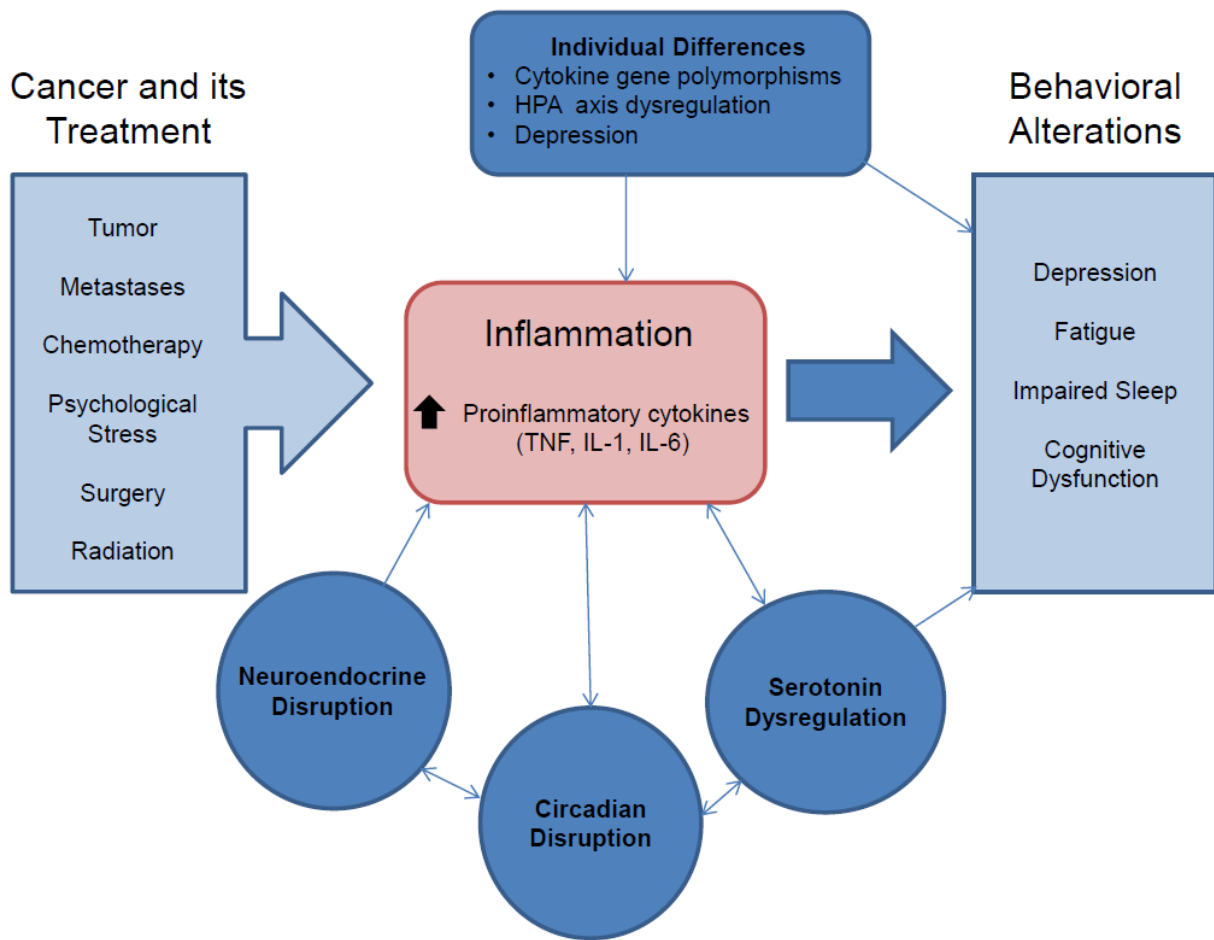 Cancer and its
Treatment
Tumor
Metastases
Chemotherapy
Psychological
Stress
Surgery
Radiation
Individual Differences
• Cytokine gene polymorphisms
• HPA axis dysregulation
• Depression
Inflammation
Proinflammatory cytokines
(TNF, IL-1, IL-6)
Behavioral
Alterations
Depression
Fatigue
Impaired Sleep
Cognitive
Dysfunction
Neuroendocrine
Disruption
Circadian
Disruption
Serotonin
Dysregulation